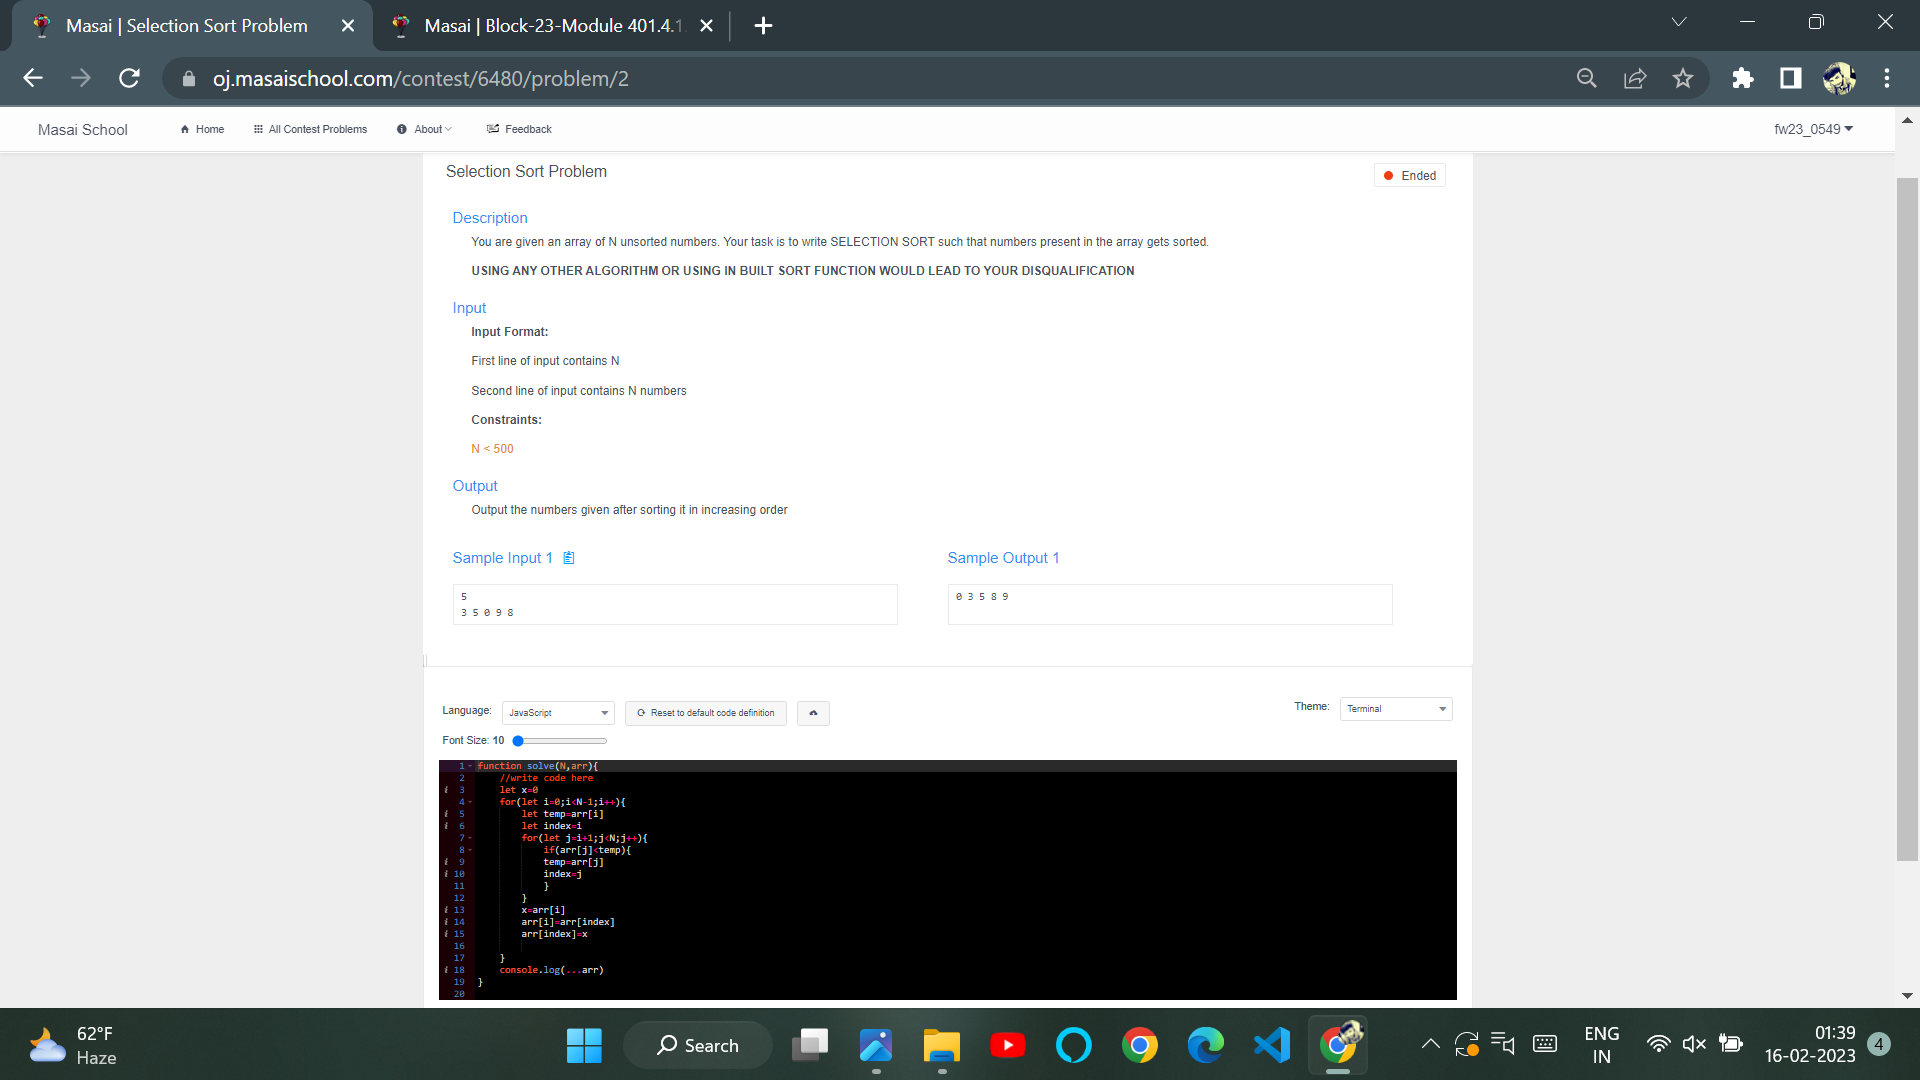 Masai | Selection Sort Problem
Masai | Block-23-Module 401.4.1
oj.masaischool.com/contest/6480/problem/2
Masai School
Home
All Contest Problems
About
Feedback
fw23_0549
Selection Sort Problem
Ended
Description
You are given an array of N unsorted numbers. Your task is to write SELECTION SORT such that numbers present in the array gets sorted.
USING ANY OTHER ALGORITHM OR USING IN BUILT SORT FUNCTION WOULD LEAD TO YOUR DISQUALIFICATION
Input
Input Format:
First line of input contains N
Second line of input contains N numbers
Constraints:
N < 500
Output
Output the numbers given after sorting it in increasing order
Sample Input 1
Sample Output 1
5
3 5 0 9 8
0 3 5 8 9
Language:
JavaScript
Reset to default code definition
Theme:
Terminal
Font Size: 10
1 function solve(N,arr){
2 //write code here
i 3 let x=0
4 for(let i=0;i<N-1;i++){
i 5 let temp=arr[i]
i 6 let index=i
7 for(let j=i+1;j<N;j++){
8 if(arr[j]<temp){
i 9 temp=arr[j]
i 10 index=j
11 }
12 }
i 13 x=arr[i]
i 14 arr[i]=arr[index]
i 15 arr[index]=x
16
17 }
i 18 console.log(...arr)
19 }
20
62°F
Haze
Search
ENG
IN
01:39
16-02-2023
4